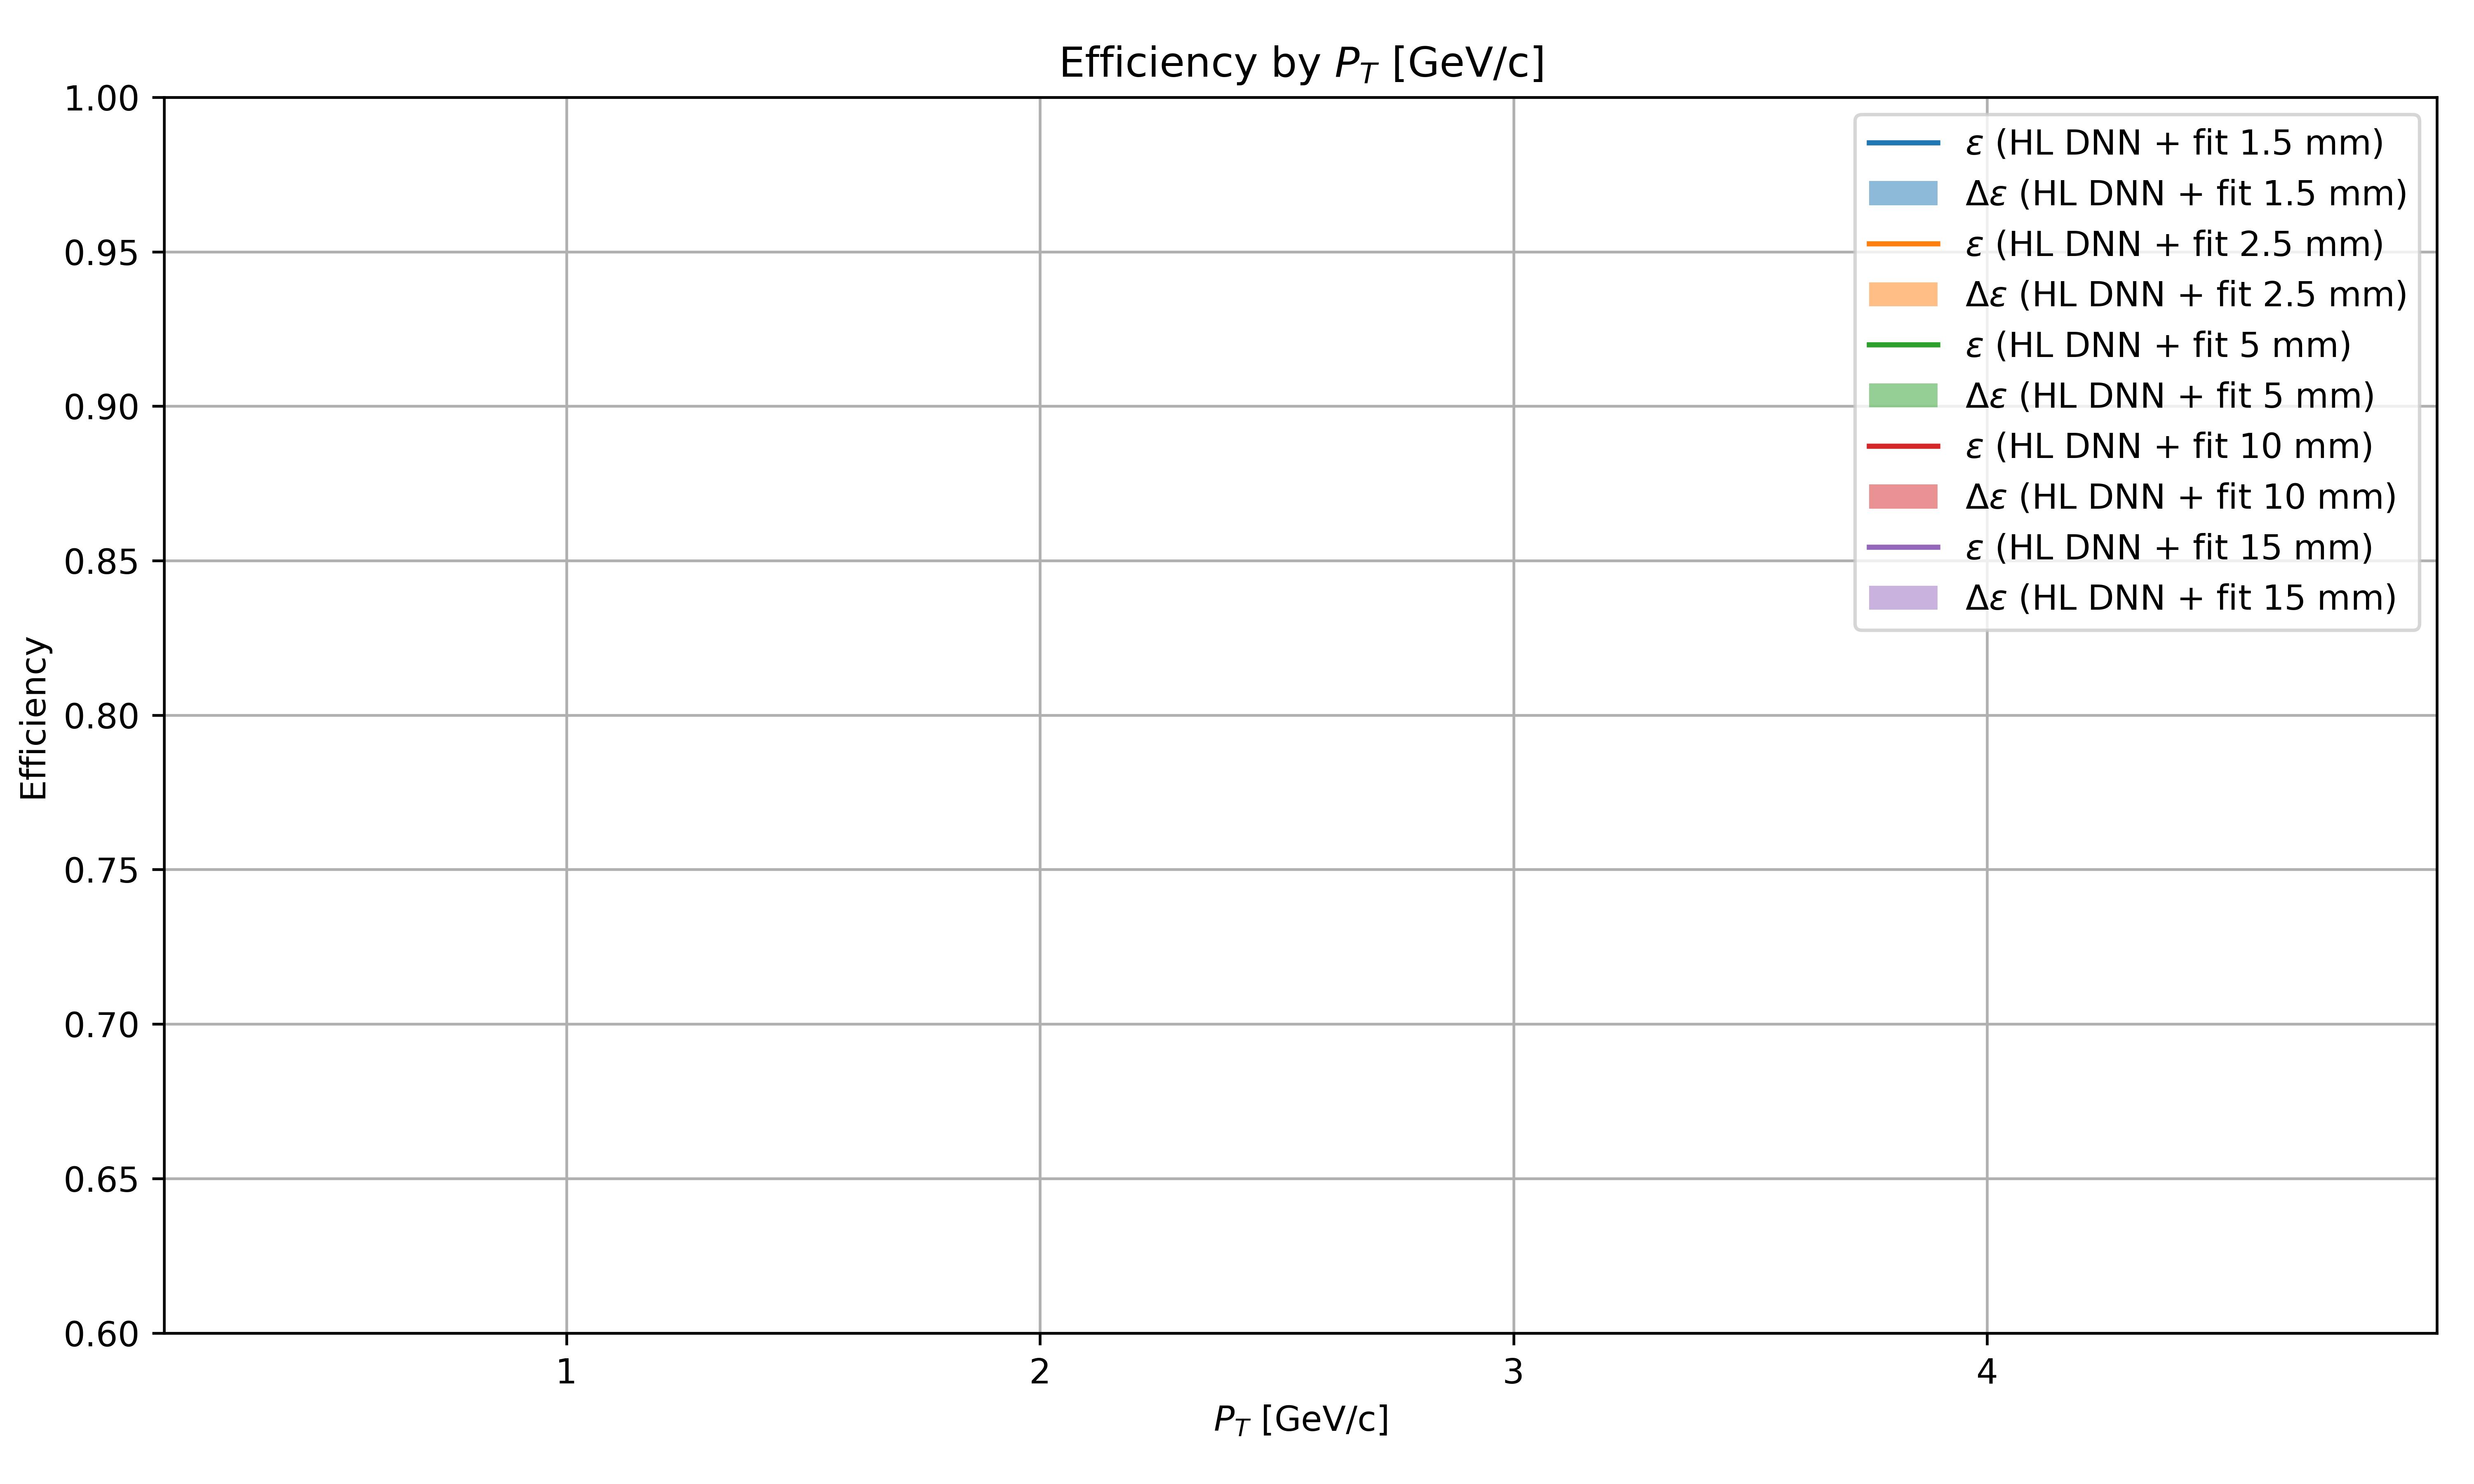 Efficiency by P_T [GeV/c]
1.00
0.95
0.90
0.85
0.80
0.75
0.70
0.65
0.60
Efficiency
ε (HL DNN + fit 1.5 mm)
Δε (HL DNN + fit 1.5 mm)
ε (HL DNN + fit 2.5 mm)
Δε (HL DNN + fit 2.5 mm)
ε (HL DNN + fit 5 mm)
Δε (HL DNN + fit 5 mm)
ε (HL DNN + fit 10 mm)
Δε (HL DNN + fit 10 mm)
ε (HL DNN + fit 15 mm)
Δε (HL DNN + fit 15 mm)
1 2 3 4
P_T [GeV/c]